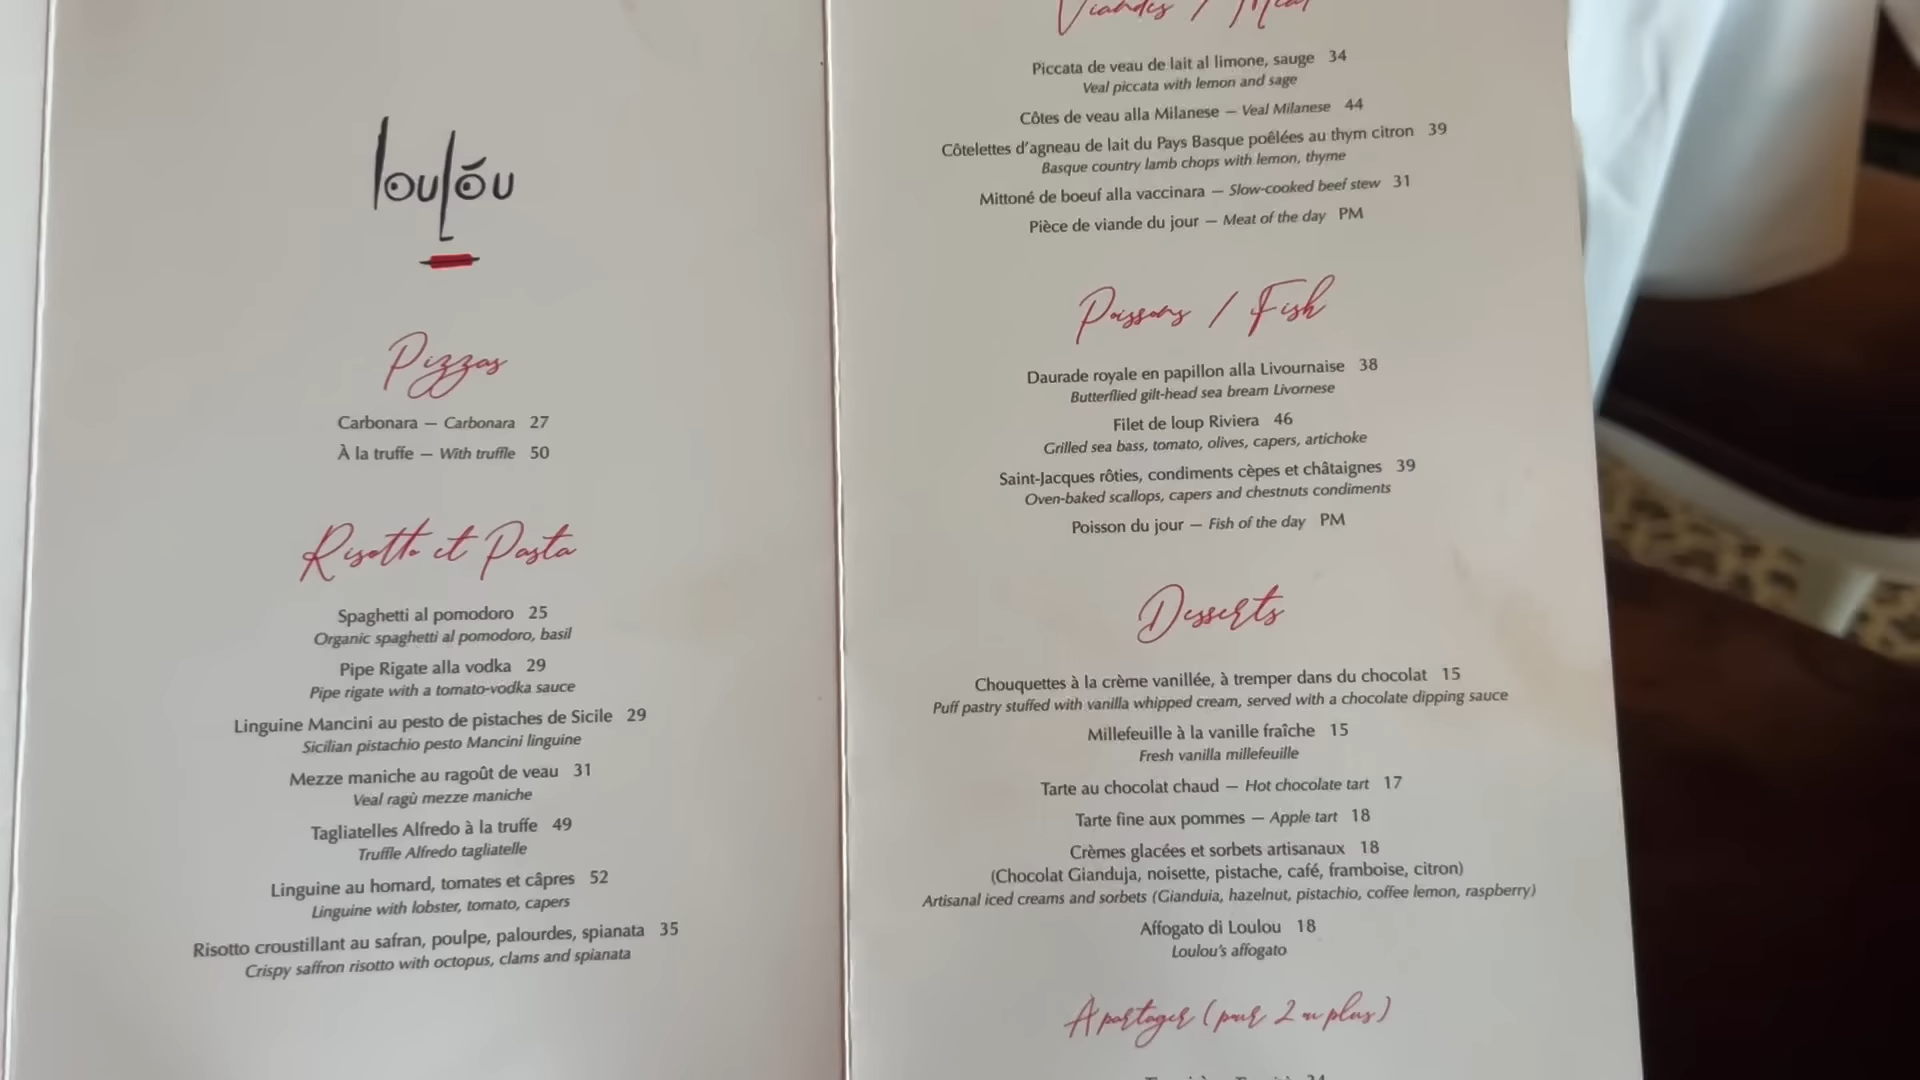 loulou
Pizzas
Carbonara — Carbonara 27
À la truffe — With truffle 50
Risotto et Pasta
Spaghetti al pomodoro 25
Organic spaghetti al pomodoro, basil
Pipe Rigate alla vodka 29
Pipe rigate with a tomato-vodka sauce
Linguine Mancini au pesto de pistaches de Sicile 29
Sicilian pistachio pesto Mancini linguine
Mezze maniche au ragoût de veau 31
Veal ragù mezze maniche
Tagliatelles Alfredo à la truffe 49
Truffle Alfredo tagliatelle
Linguine au homard, tomates et câpres 52
Linguine with lobster, tomato, capers
Risotto croustillant au safran, poulpe, palourdes, spianata 35
Crispy saffron risotto with octopus, clams and spianata
Viandes / Meat
Piccata de veau de lait al limone, sauge 34
Veal piccata with lemon and sage
Côtes de veau alla Milanese — Veal Milanese 44
Côtelettes d'agneau de lait du Pays Basque poêlées au thym citron 39
Basque country lamb chops with lemon, thyme
Mittoné de boeuf alla vaccinara — Slow-cooked beef stew 31
Pièce de viande du jour — Meat of the day PM
Poissons / Fish
Daurade royale en papillon alla Livournaise 38
Butterflied gilt-head sea bream Livornese
Filet de loup Riviera 46
Grilled sea bass, tomato, olives, capers, artichoke
Saint-Jacques rôties, condiments cèpes et châtaignes 39
Oven-baked scallops, capers and chestnuts condiments
Poisson du jour — Fish of the day PM
Desserts
Chouquettes à la crème vanillée, à tremper dans du chocolat 15
Puff pastry stuffed with vanilla whipped cream, served with a chocolate dipping sauce
Millefeuille à la vanille fraîche 15
Fresh vanilla millefeuille
Tarte au chocolat chaud — Hot chocolate tart 17
Tarte fine aux pommes — Apple tart 18
Crèmes glacées et sorbets artisanaux 18
(Chocolat Gianduja, noisette, pistache, café, framboise, citron)
Artisanal iced creams and sorbets (Gianduia, hazelnut, pistachio, coffee lemon, raspberry)
Affogato di Loulou 18
Loulou's affogato
A partager (pour 2 ou plus)